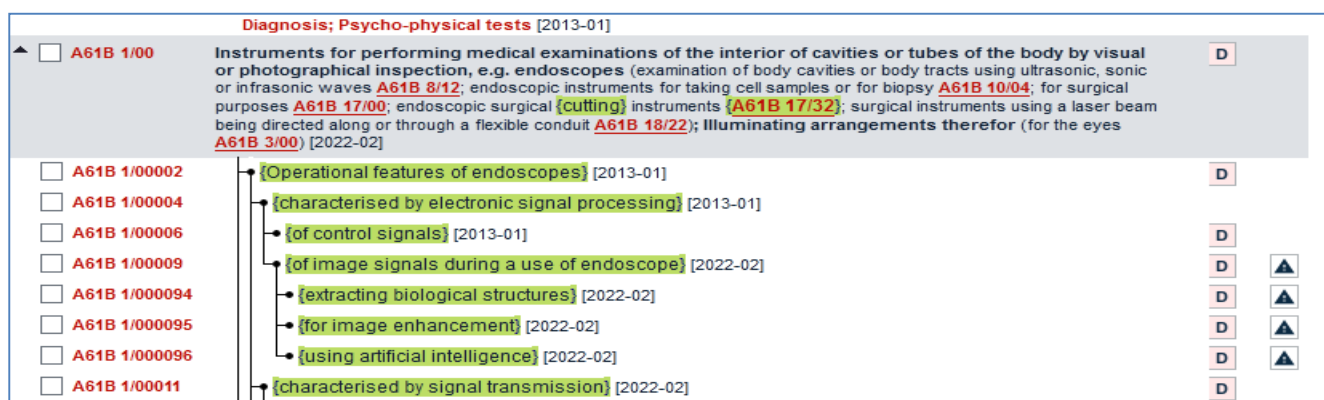 Diagnosis; Psycho-physical tests [2013-01]
A61B 1/00 Instruments for performing medical examinations of the interior of cavities or tubes of the body by visual D
or photographical inspection, e.g. endoscopes (examination of body cavities or body tracts using ultrasonic, sonic
or infrasonic waves A61B 8/12; endoscopic instruments for taking cell samples or for biopsy A61B 10/04; for surgical
purposes A61B 17/00; endoscopic surgical {cutting} instruments {A61B 17/32}; surgical instruments using a laser beam
being directed along or through a flexible conduit A61B 18/22); Illuminating arrangements therefor (for the eyes
A61B 3/00) [2022-02]
A61B 1/00002 {Operational features of endoscopes} [2013-01] D
A61B 1/00004 {characterised by electronic signal processing} [2013-01]
A61B 1/00006 {of control signals} [2013-01] D
A61B 1/00009 {of image signals during a use of endoscope} [2022-02] D
A61B 1/000094 {extracting biological structures} [2022-02] D
A61B 1/000095 {for image enhancement} [2022-02] D
A61B 1/000096 {using artificial intelligence} [2022-02] D
A61B 1/00011 {characterised by signal transmission} [2022-02] D